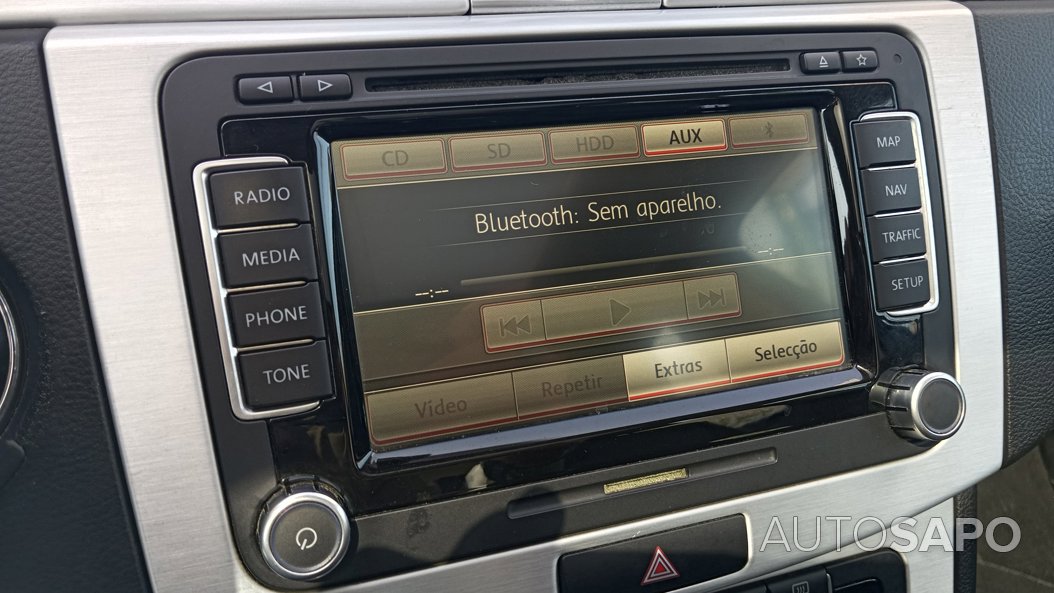 CD SD HDD AUX
Bluetooth: Sem aparelho.
--:-- --:--
Vídeo Repetir Extras Selecção
RADIO
MEDIA
PHONE
TONE
MAP
NAV
TRAFFIC
SETUP
AUTOSAPO